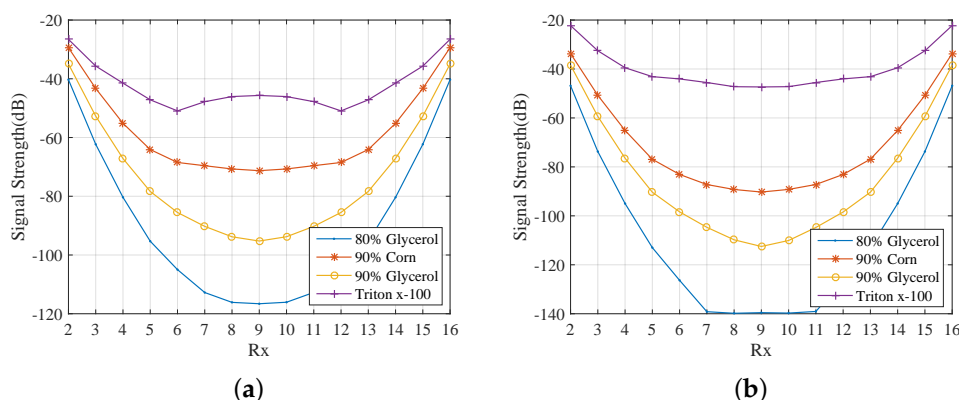 -20
-40
-60
-80
-100
-120
Signal Strength(dB)
2 3 4 5 6 7 8 9 10 11 12 13 14 15 16
Rx
80% Glycerol
90% Corn
90% Glycerol
Triton x-100
(a)
-20
-40
-60
-80
-100
-120
-140
Signal Strength(dB)
2 3 4 5 6 7 8 9 10 11 12 13 14 15 16
Rx
80% Glycerol
90% Corn
90% Glycerol
Triton x-100
(b)